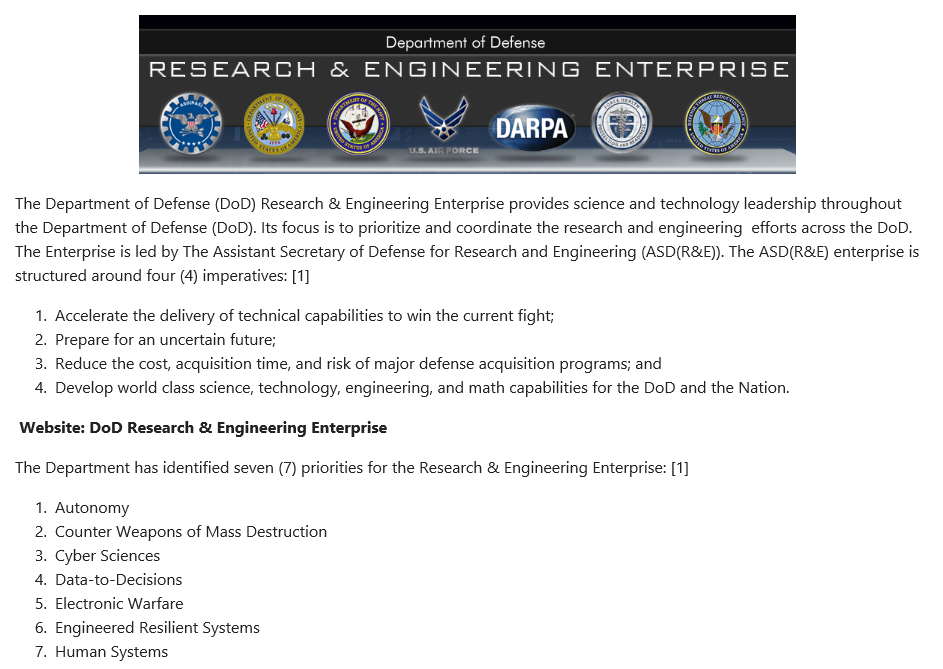 Department of Defense
RESEARCH & ENGINEERING ENTERPRISE
U.S. AIR FORCE
DARPA
The Department of Defense (DoD) Research & Engineering Enterprise provides science and technology leadership throughout
the Department of Defense (DoD). Its focus is to prioritize and coordinate the research and engineering  efforts across the DoD.
The Enterprise is led by The Assistant Secretary of Defense for Research and Engineering (ASD(R&E)). The ASD(R&E) enterprise is
structured around four (4) imperatives: [1]
1. Accelerate the delivery of technical capabilities to win the current fight;
2. Prepare for an uncertain future;
3. Reduce the cost, acquisition time, and risk of major defense acquisition programs; and
4. Develop world class science, technology, engineering, and math capabilities for the DoD and the Nation.
Website: DoD Research & Engineering Enterprise
The Department has identified seven (7) priorities for the Research & Engineering Enterprise: [1]
1. Autonomy
2. Counter Weapons of Mass Destruction
3. Cyber Sciences
4. Data-to-Decisions
5. Electronic Warfare
6. Engineered Resilient Systems
7. Human Systems